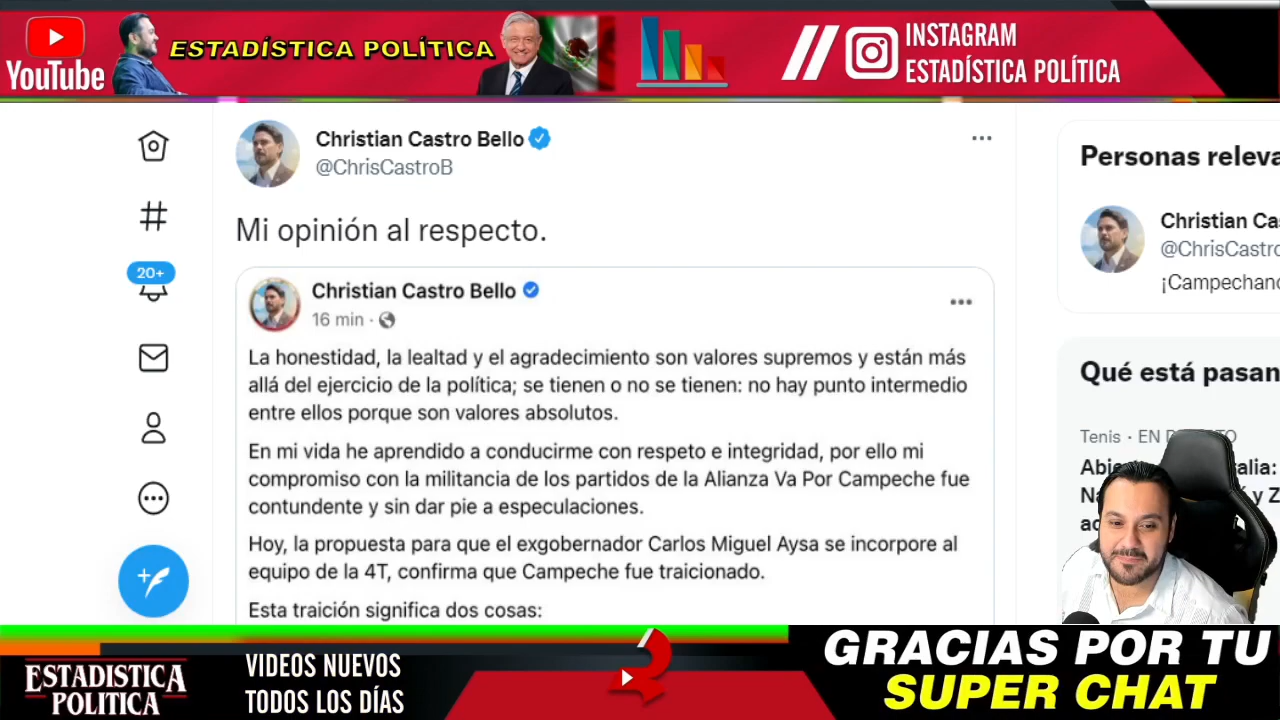 YouTube
ESTADÍSTICA POLÍTICA
INSTAGRAM
ESTADÍSTICA POLÍTICA
Christian Castro Bello
@ChrisCastroB
Mi opinión al respecto.
20+
Christian Castro Bello
16 min
La honestidad, la lealtad y el agradecimiento son valores supremos y están más
allá del ejercicio de la política; se tienen o no se tienen: no hay punto intermedio
entre ellos porque son valores absolutos.
En mi vida he aprendido a conducirme con respeto e integridad, por ello mi
compromiso con la militancia de los partidos de la Alianza Va Por Campeche fue
contundente y sin dar pie a especulaciones.
Hoy, la propuesta para que el exgobernador Carlos Miguel Aysa se incorpore al
equipo de la 4T, confirma que Campeche fue traicionado.
Esta traición significa dos cosas:
Personas releva
Christian Ca
@ChrisCastro
¡Campechano
Qué está pasan
Tenis · EN
ESTADISTICA
POLITICA
VIDEOS NUEVOS
TODOS LOS DÍAS
GRACIAS POR TU
SUPER CHAT